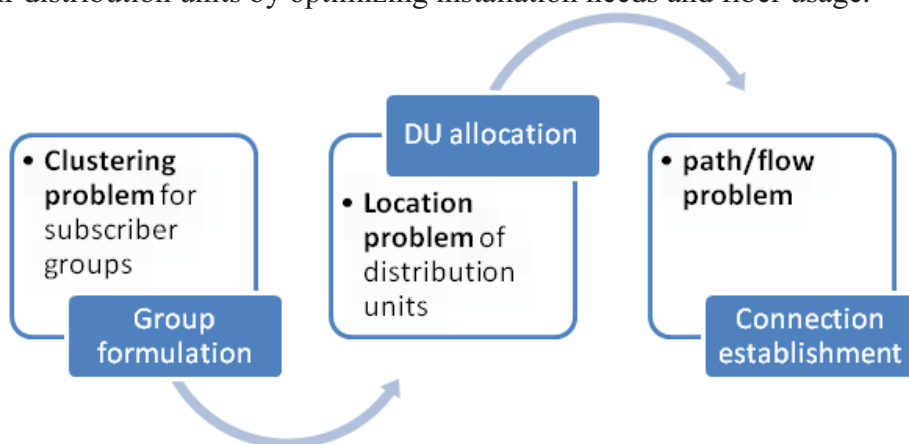 distribution units by optimizing installation needs and fiber usage.
• Clustering
problem for
subscriber
groups
Group
formulation
DU allocation
• Location
problem of
distribution
units
• path/flow
problem
Connection
establishment